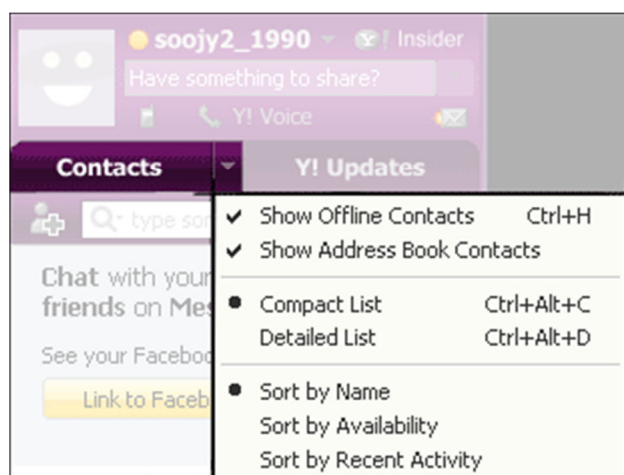 soojy2_1990 Y! Insider
Have something to share?
Y! Voice
Contacts Y! Updates
type
Show Offline Contacts Ctrl+H
Show Address Book Contacts
Chat with your
friends on
Compact List Ctrl+Alt+C
Detailed List Ctrl+Alt+D
See your
Link to
Sort by Name
Sort by Availability
Sort by Recent Activity